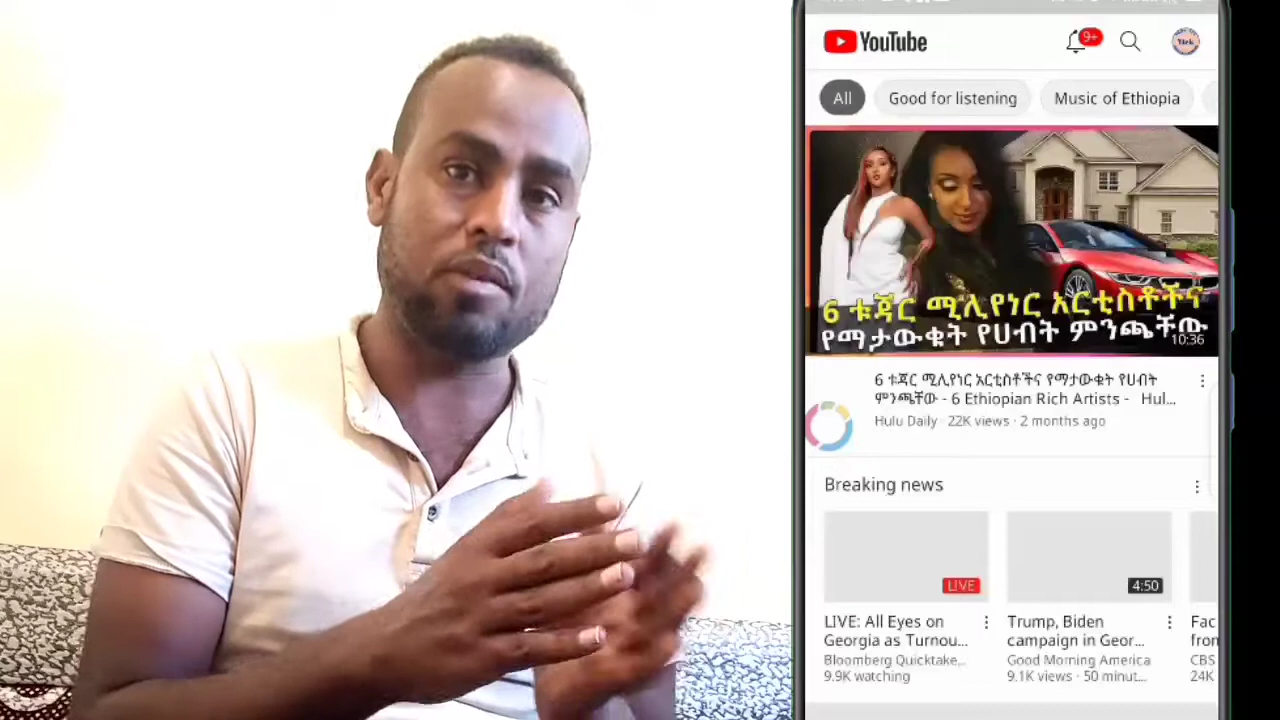 YouTube
9+
All
Good for listening
Music of Ethiopia
6 ቱጃር ሚሊየነር አርቲስቶችና
የማታውቁት የሀብት ምንጫቸው
10:36
6 ቱጃር ሚሊየነር አርቲስቶችና የማታውቁት የሀብት
ምንጫቸው - 6 Ethiopian Rich Artists - Hul...
Hulu Daily · 22K views · 2 months ago
Breaking news
LIVE
4:50
LIVE: All Eyes on
Georgia as Turnou...
Bloomberg Quicktake...
9.9K watching
Trump, Biden
campaign in Geor...
Good Morning America
9.1K views · 50 minut...
Fac
from
CBS
24K